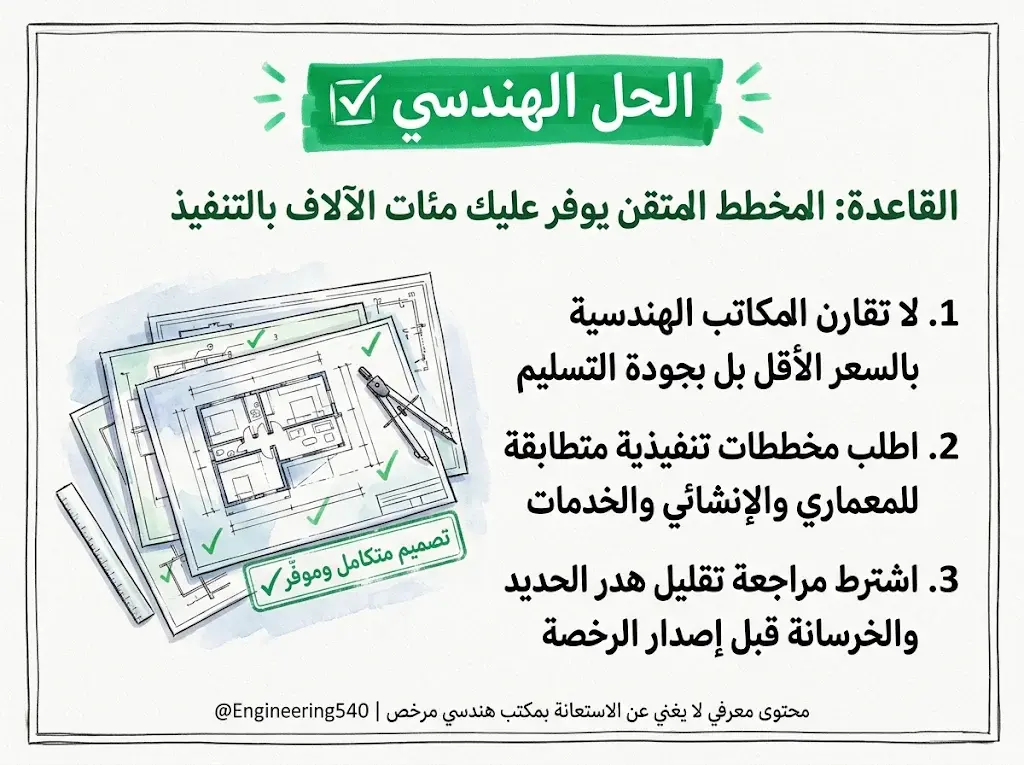 الحل الهندسي
القاعدة: المخطط المتقن يوفر عليك مئات الآلاف بالتنفيذ
1. لا تقارن المكاتب الهندسية
بالسعر الأقل بل بجودة التسليم
2. اطلب مخططات تنفيذية متطابقة
للمعماري والإنشائي والخدمات
3. اشترط مراجعة تقليل هدر الحديد
والخرسانة قبل إصدار الرخصة
تصميم متكامل وموفّر
محتوى معرفي لا يغني عن الاستعانة بمكتب هندسي مرخص | @Engineering540